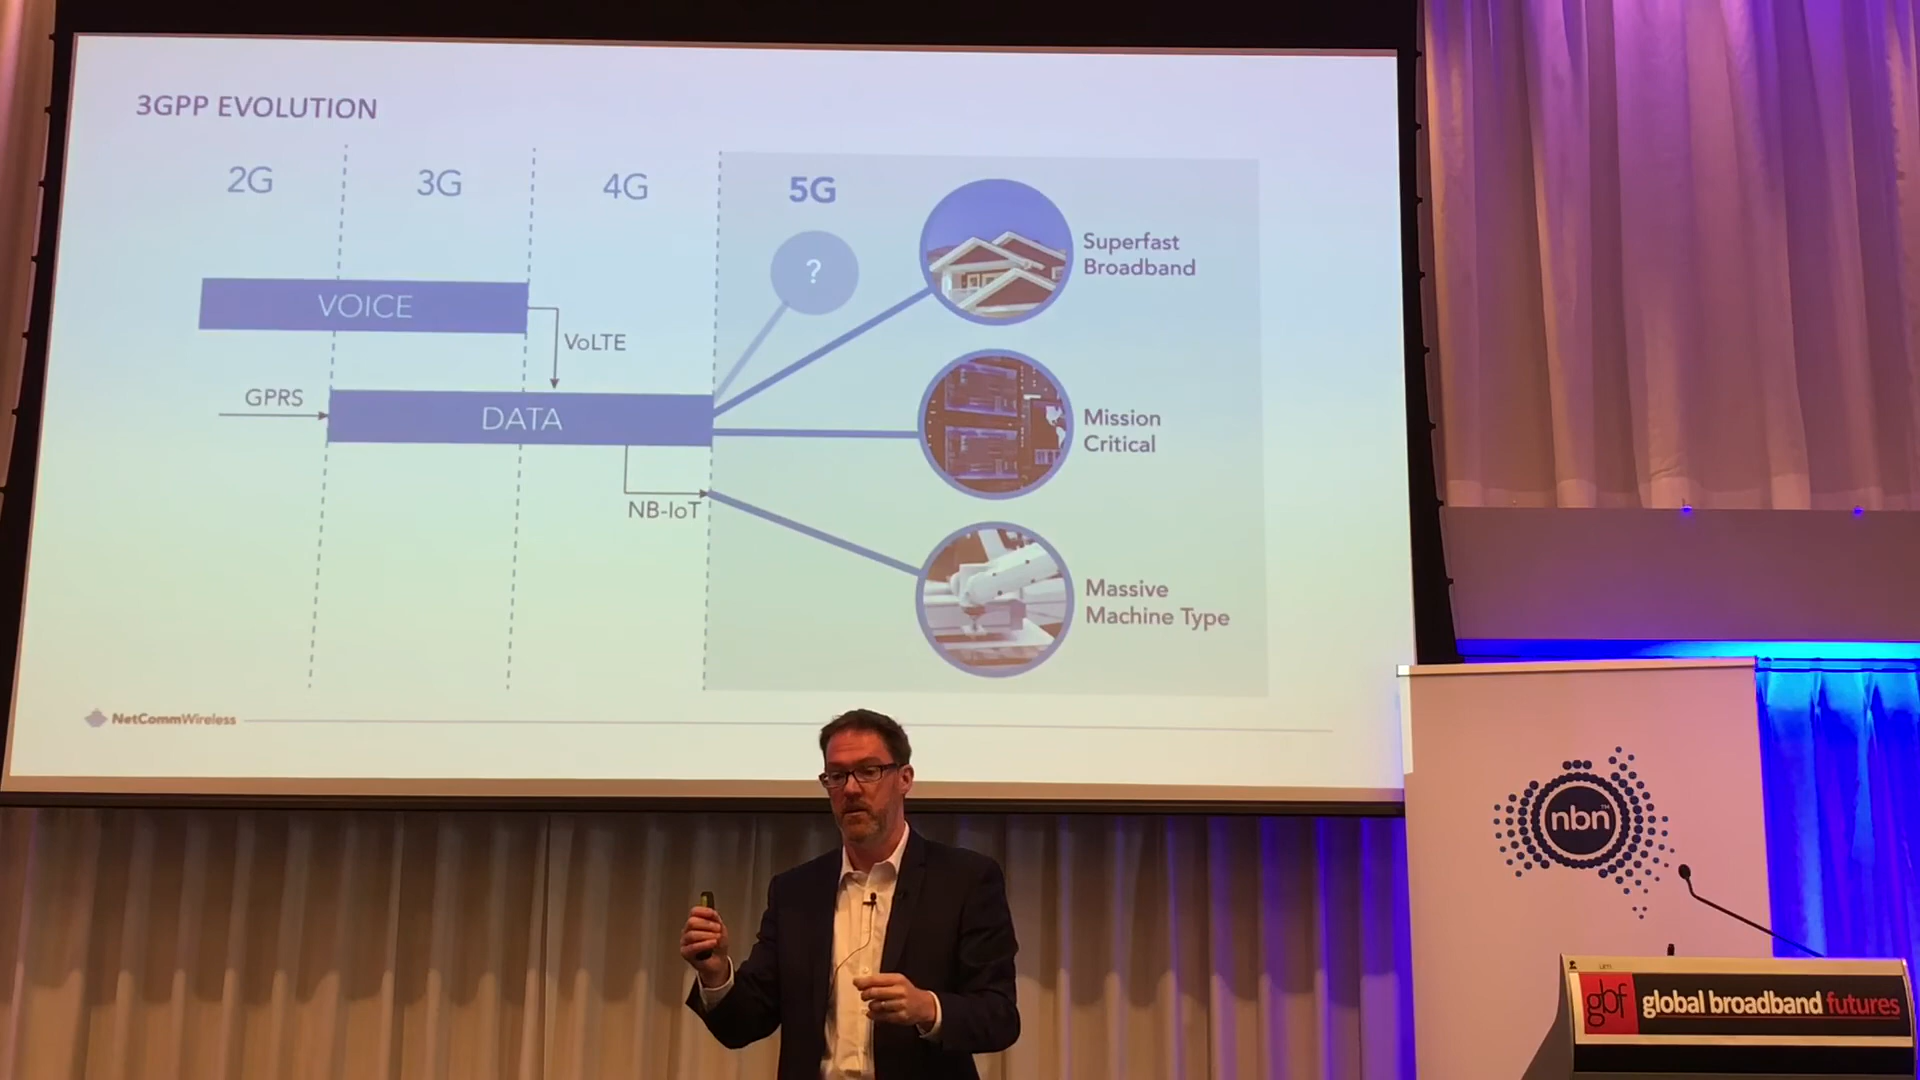 3GPP EVOLUTION
2G
3G
4G
5G
?
Superfast
Broadband
VOICE
VoLTE
GPRS
DATA
Mission
Critical
NB-IoT
Massive
Machine Type
NetCommWireless
nbn™
gbf global broadband futures